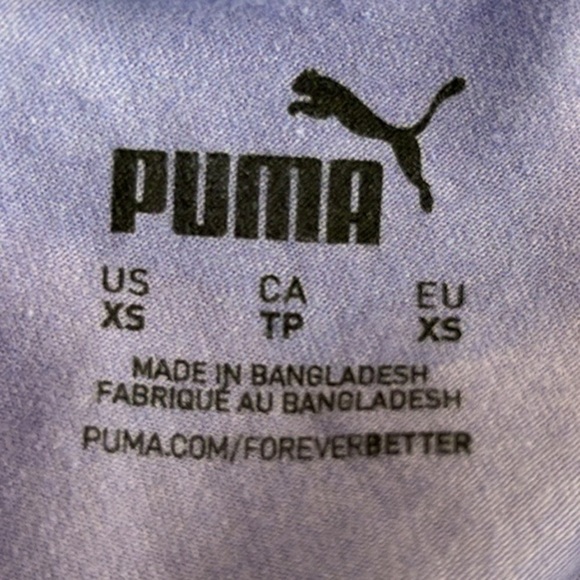 PUMA
US CA EU
XS TP XS
MADE IN BANGLADESH
FABRIQUÉ AU BANGLADESH
PUMA.COM/FOREVERBETTER